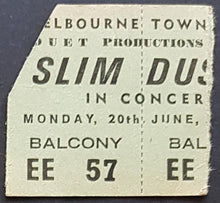 ELBOURNE TOWN
DUET PRODUCTIONS
SLIM DUS
IN CONCER
MONDAY, 20th JUNE,
BALCONY BAL
EE 57 EE